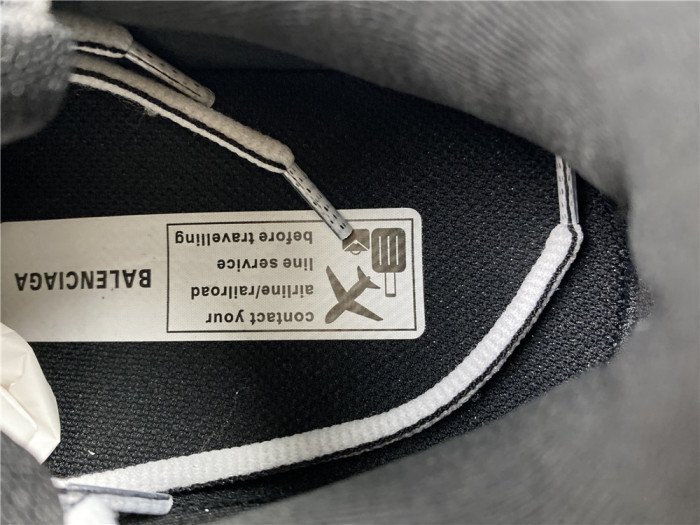 contact your
airline/railroad
line service
before travelling
BALENCIAGA